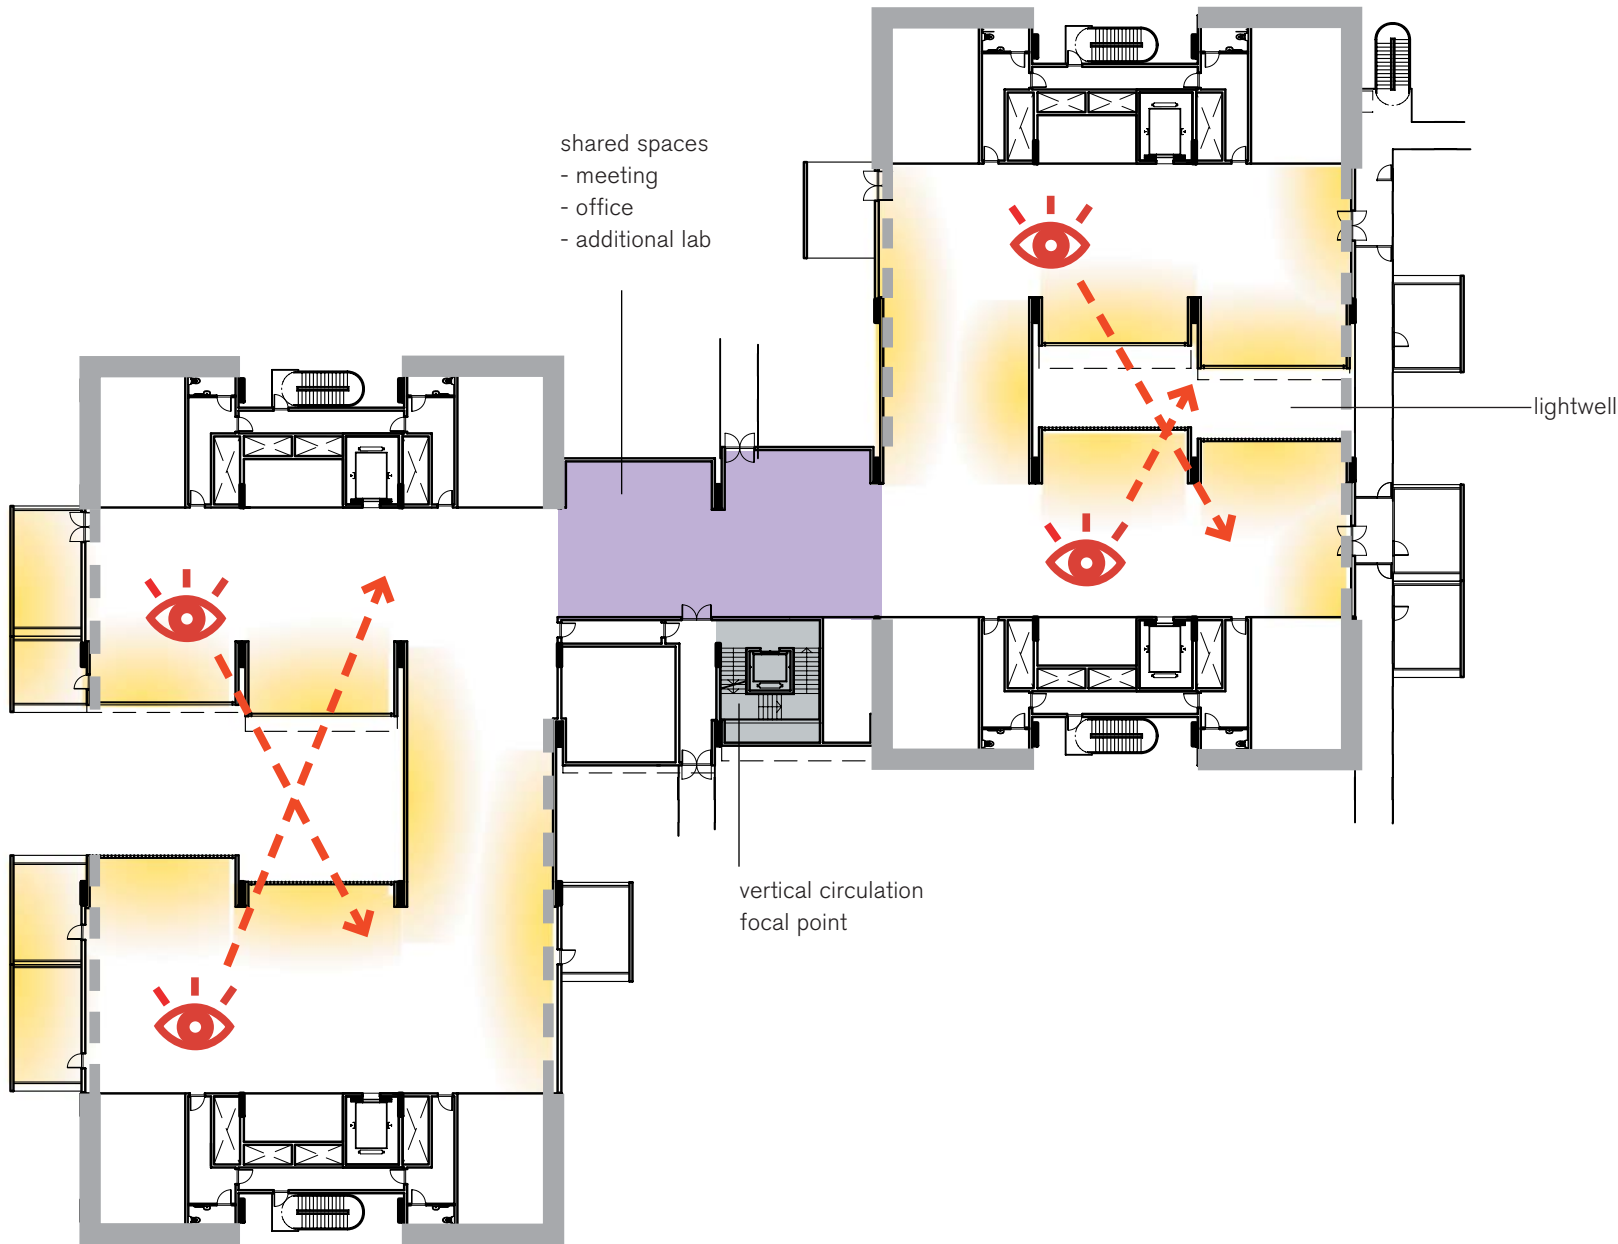 shared spaces
- meeting
- office
- additional lab
lightwell
vertical circulation
focal point